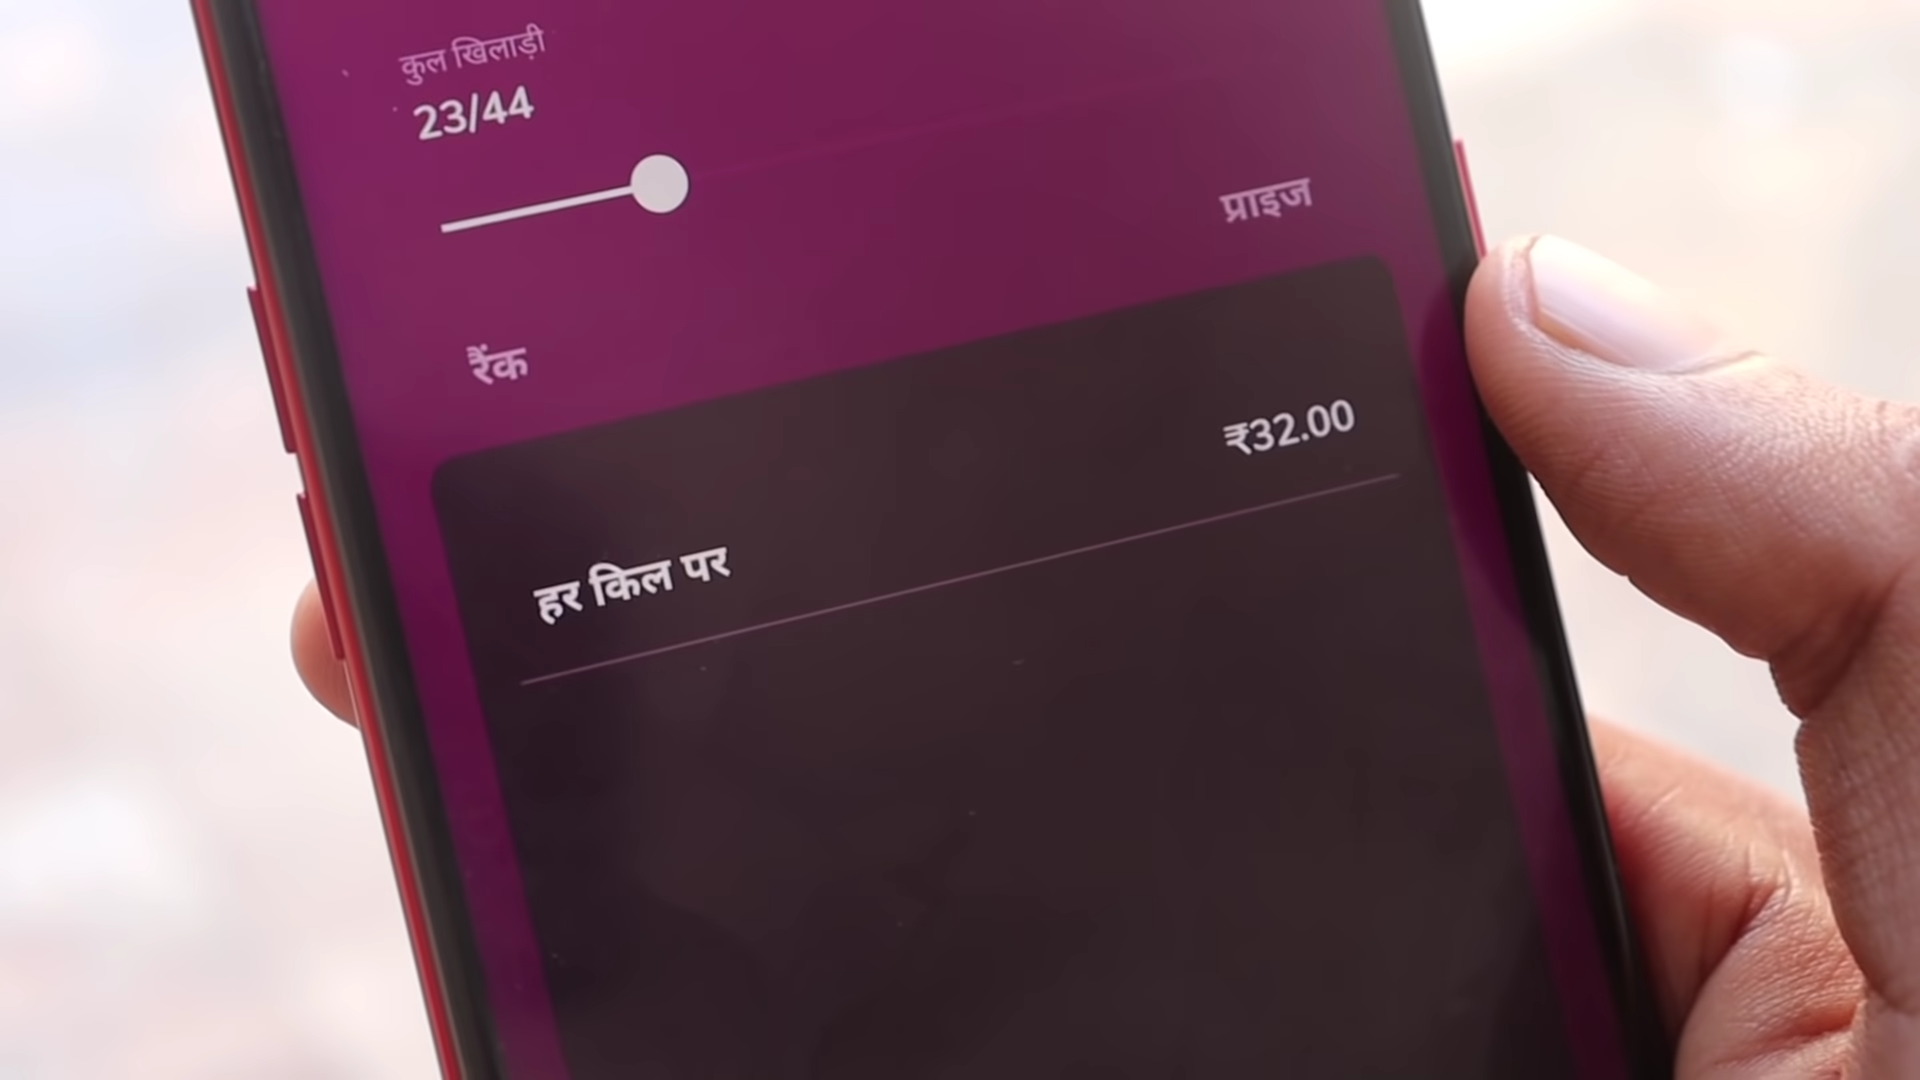 कुल खिलाड़ी
23/44
रैंक प्राइज
हर किल पर ₹32.00